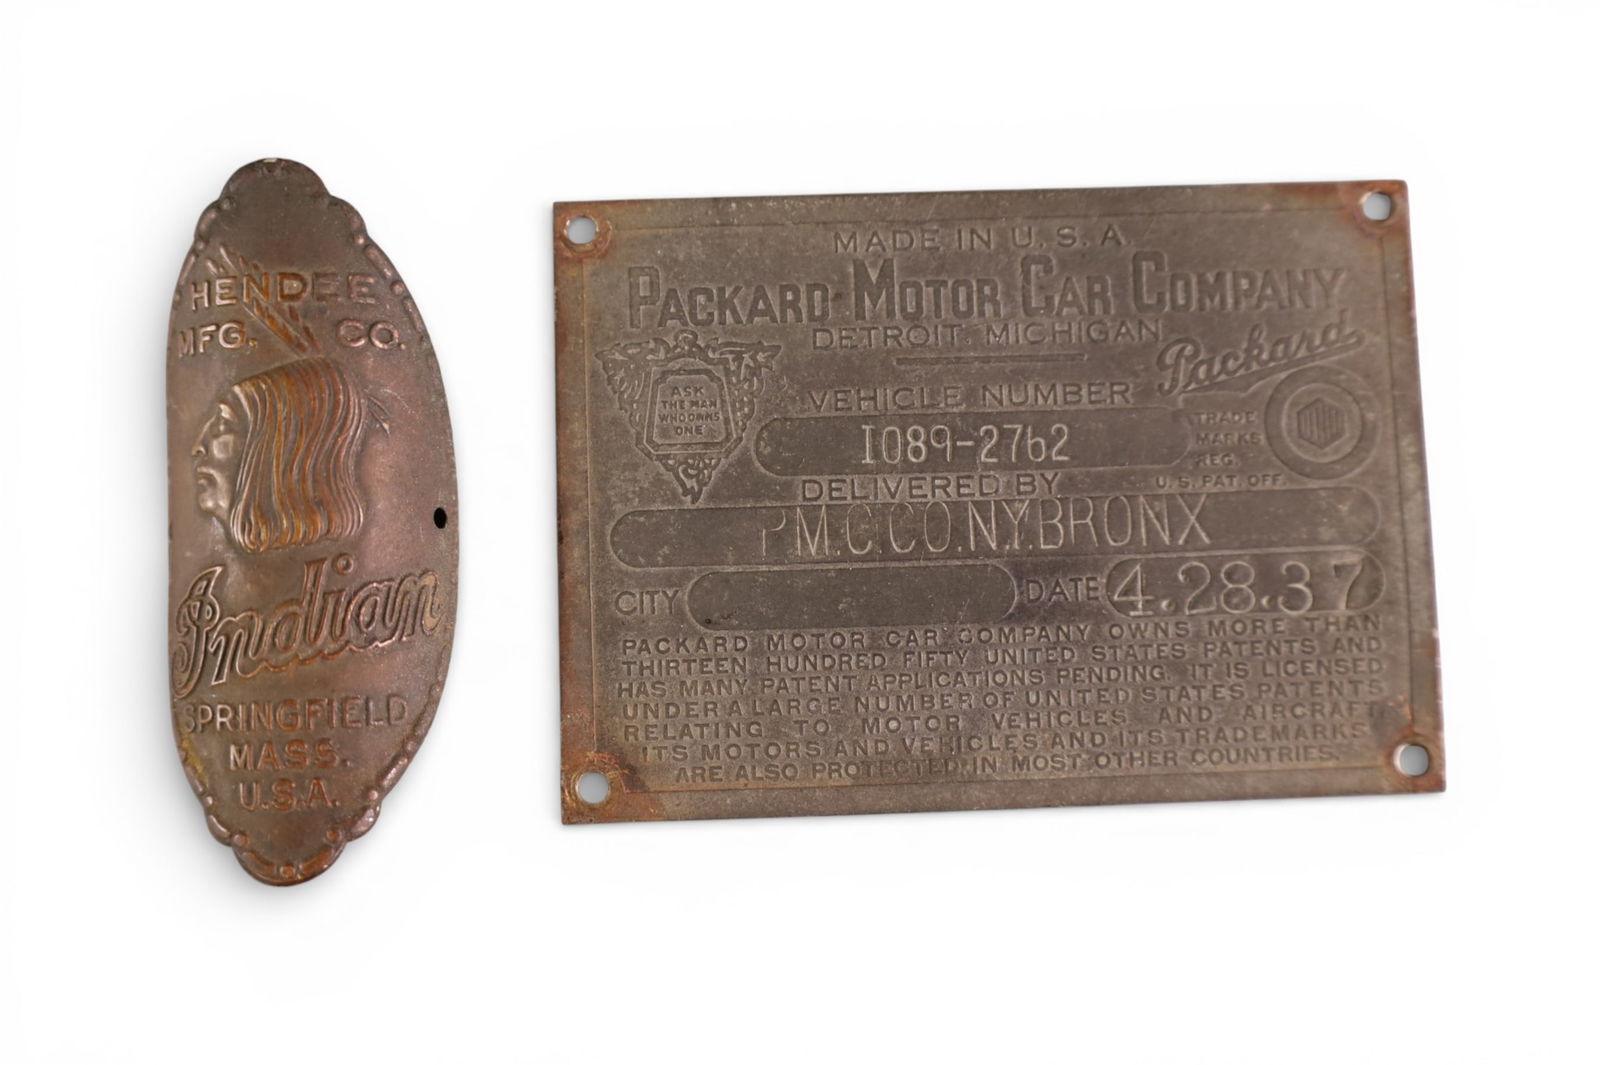 HENDEE
MFG. CO.
Indian
SPRINGFIELD
MASS.
U.S.A.
MADE IN U.S.A.
PACKARD MOTOR CAR COMPANY
DETROIT. MICHIGAN
Packard
ASK
THE MAN
WHO OWNS
ONE
VEHICLE NUMBER
1089-2762
TRADE
MARKS
REG.
U.S. PAT. OFF.
DELIVERED BY
P.M.C.CO.N.Y.BRONX
CITY
DATE 4.28.37
PACKARD MOTOR CAR COMPANY OWNS MORE THAN
THIRTEEN HUNDRED FIFTY UNITED STATES PATENTS AND
HAS MANY PATENT APPLICATIONS PENDING. IT IS LICENSED
UNDER A LARGE NUMBER OF UNITED STATES PATENTS
RELATING TO MOTOR VEHICLES AND AIRCRAFT
ITS MOTORS AND VEHICLES AND ITS TRADEMARKS
ARE ALSO PROTECTED IN MOST OTHER COUNTRIES.